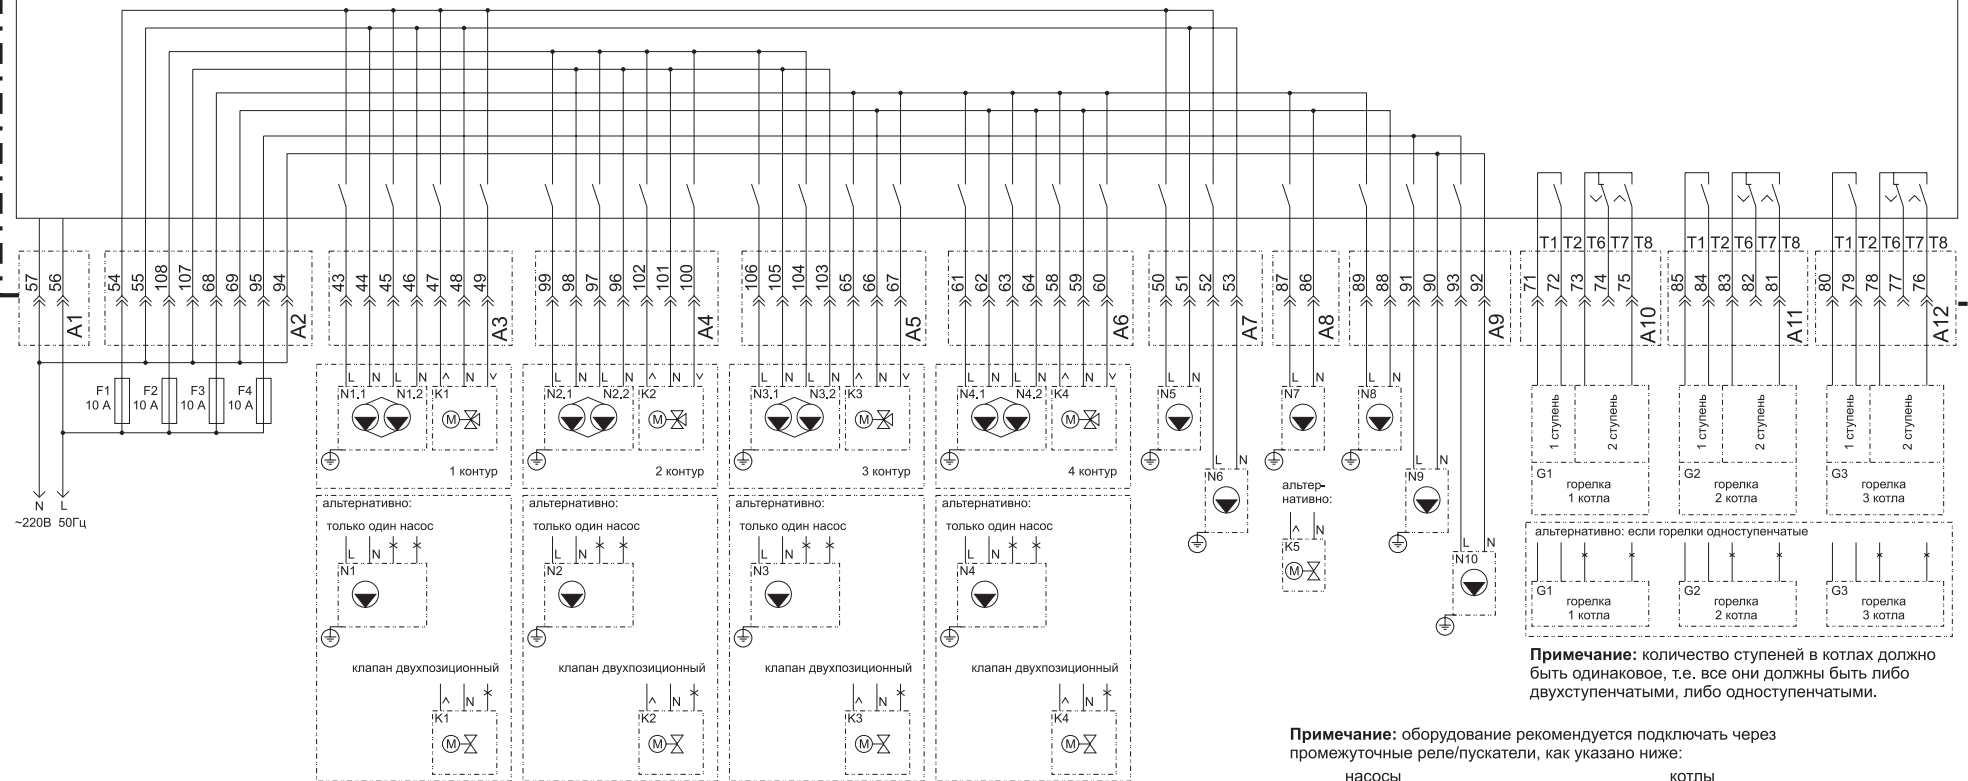 T1 T2 T6 T7 T8 T1 T2 T6 T7 T8 T1 T2 T6 T7 T8
57 56 54 55 108 107 68 69 95 94 43 44 45 46 47 48 49 99 98 97 96 102 101 100 106 105 104 103 65 66 67 61 62 63 64 58 59 60 50 51 52 53 87 86 89 88 91 90 93 92 71 72 73 74 75 85 84 83 82 81 80 79 78 77 76
A1 A2 A3 A4 A5 A6 A7 A8 A9 A10 A11 A12
L N L N ^ N v L N L N ^ N v L N L N ^ N v L N L N ^ N v L N L N L N
F1 F2 F3 F4 N1.1 N1.2 K1 N2.1 N2.2 K2 N3.1 N3.2 K3 N4.1 N4.2 K4 N5 N7 N8
10 А 10 А 10 А 10 А
M M M M
1 ступень 2 ступень 1 ступень 2 ступень 1 ступень 2 ступень
1 контур 2 контур 3 контур 4 контур
L N L N
N6 N9
G1 G2 G3
горелка горелка горелка
1 котла 2 котла 3 котла
альтер-
нативно:
N L
~220В 50Гц
альтернативно: альтернативно: альтернативно: альтернативно:
только один насос только один насос только один насос только один насос
^ N
K5
M
альтернативно: если горелки одноступенчатые
L N L N L N L N
N1 N2 N3 N4
L N
N10
G1 G2 G3
горелка горелка горелка
1 котла 2 котла 3 котла
клапан двухпозиционный клапан двухпозиционный клапан двухпозиционный клапан двухпозиционный
Примечание: количество ступеней в котлах должно
быть одинаковое, т.е. все они должны быть либо
двухступенчатыми, либо одноступенчатыми.
^ N ^ N ^ N ^ N
K1 K2 K3 K4
M M M M
Примечание: оборудование рекомендуется подключать через
промежуточные реле/пускатели, как указано ниже:
насосы котлы